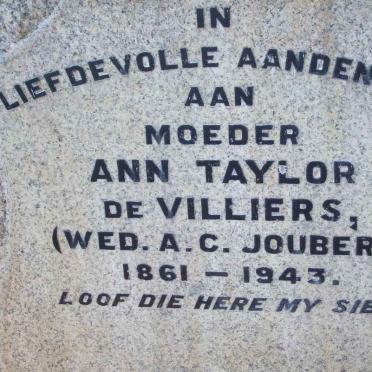 IN
LIEFDEVOLLE AANDEN
AAN
MOEDER
ANN TAYLOR
DE VILLIERS,
(WED. A.C. JOUBER
1861 – 1943.
LOOF DIE HERE MY SIE